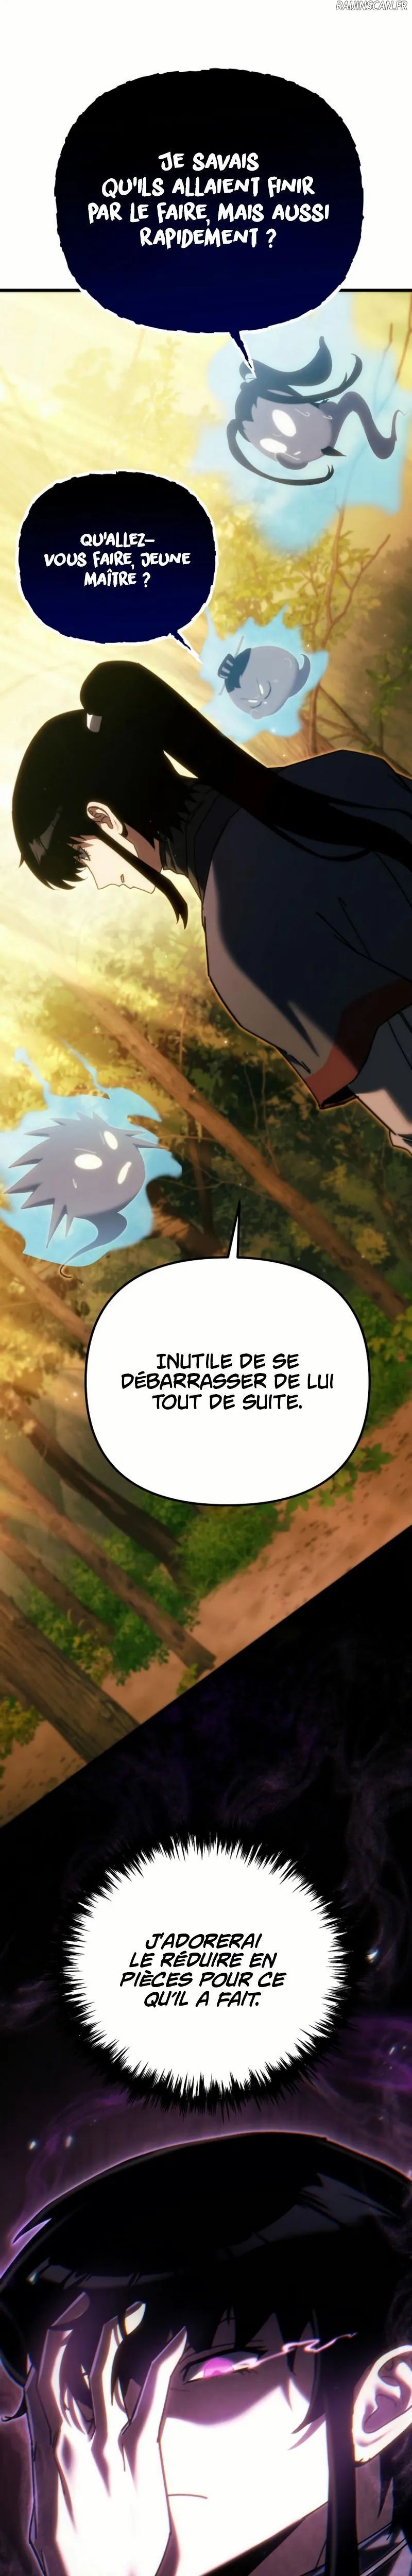 RAIJINSCAN.FR
JE SAVAIS
QU'ILS ALLAIENT FINIR
PAR LE FAIRE, MAIS AUSSI
RAPIDEMENT ?
QU'ALLEZ-
VOUS FAIRE, JEUNE
MAÎTRE ?
INUTILE DE SE
DÉBARRASSER DE LUI
TOUT DE SUITE.
J'ADORERAI
LE RÉDUIRE EN
PIÈCES POUR CE
QU'IL A FAIT.